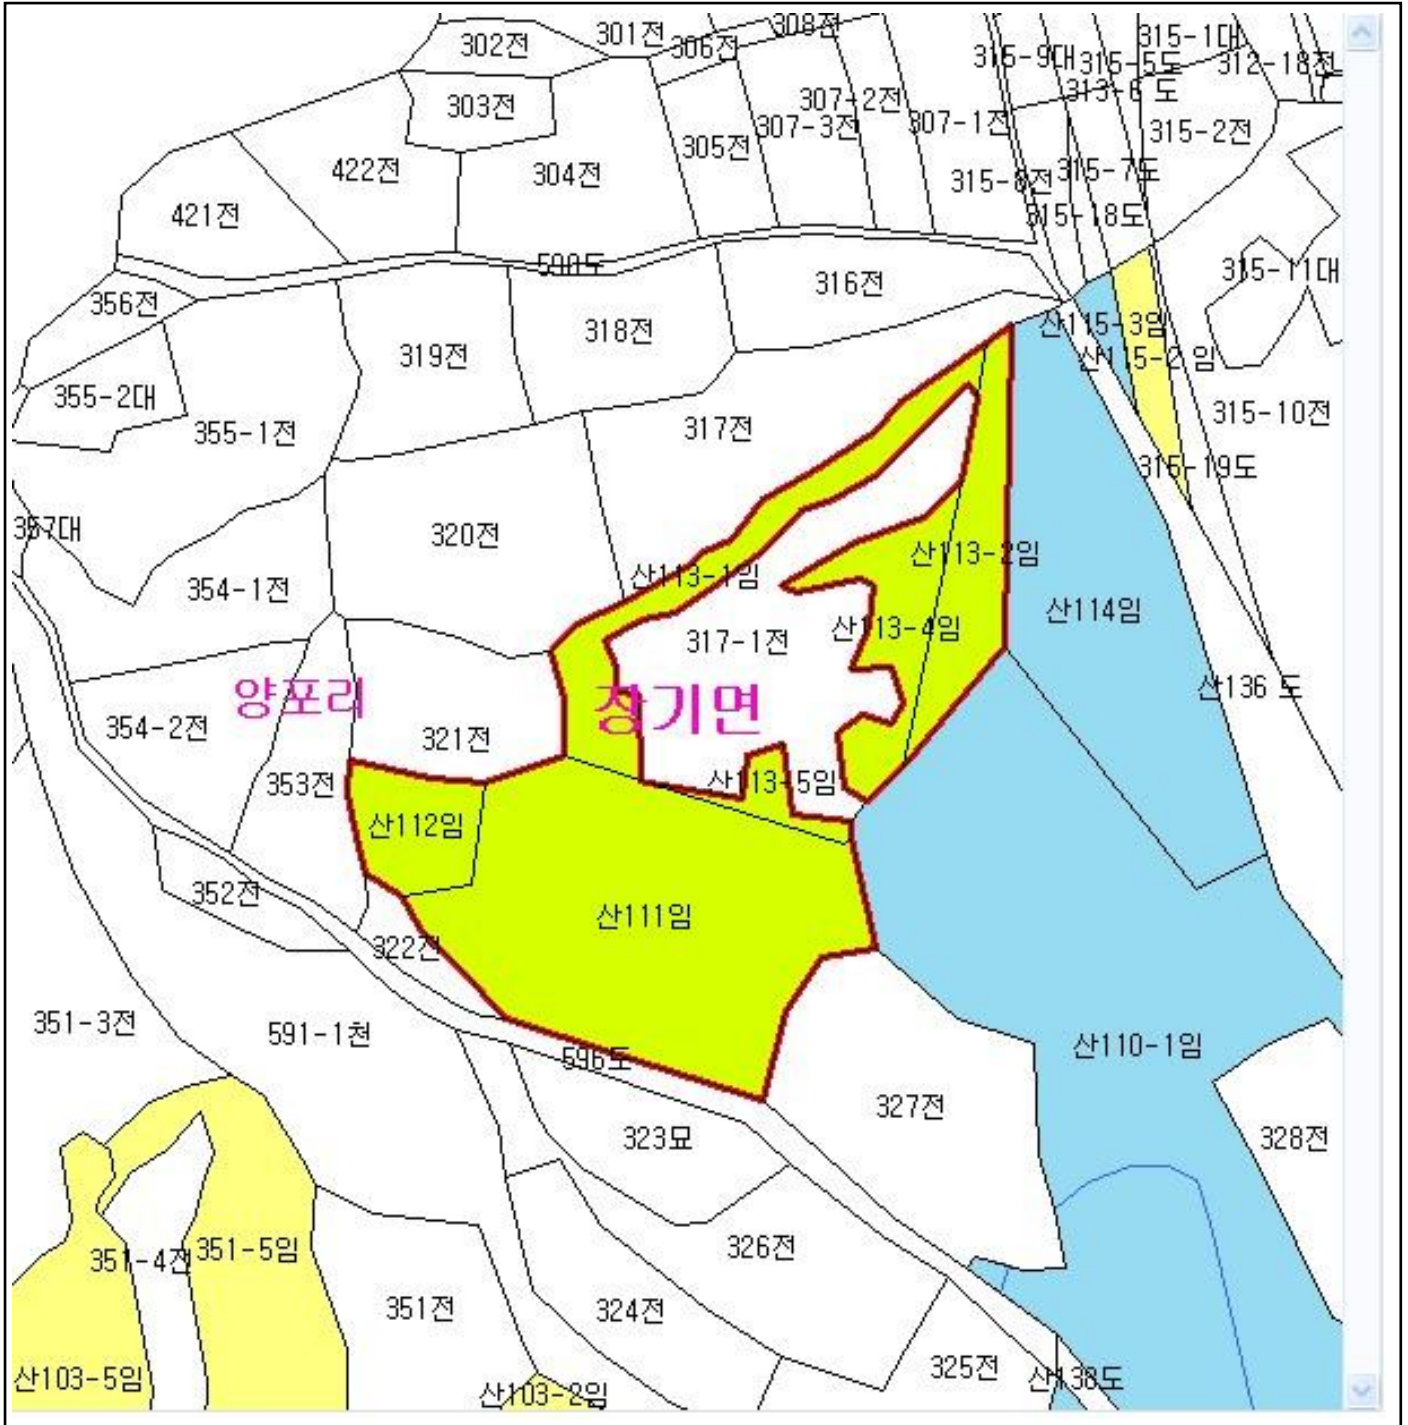 302전
301전
306전
308전
315-9대
315-1대
315-5도
312-18전
313-6 도
303전
307-2전
307-3전
307-1전
315-2전
305전
422전
304전
315-8전
315-7도
421전
315-18도
590도
315-11대
356전
316전
319전
318전
산115-3임
산115-2 임
355-2대
355-1전
317전
315-10전
315-19도
357대
320전
산113-1임
산113-2임
354-1전
산114임
317-1전
산113-4임
양포리
장기면
산136 도
354-2전
321전
353전
산113-5임
산112임
352전
산111임
322전
351-3전
591-1천
596도
산110-1임
327전
323묘
328전
351-4전
351-5임
326전
351전
324전
325전
산103-5임
산103-2임
산138도